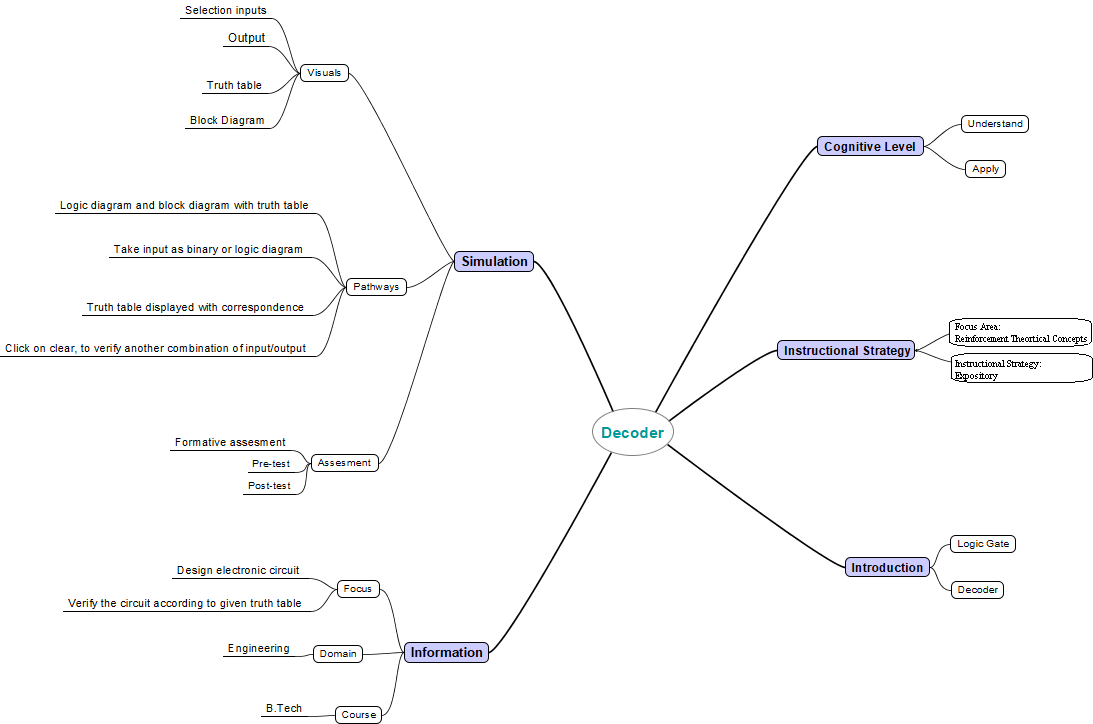 Selection inputs
Output
Visuals
Truth table
Block Diagram
Logic diagram and block diagram with truth table
Take input as binary or logic diagram
Simulation
Pathways
Truth table displayed with correspondence
Click on clear, to verify another combination of input/output
Formative assesment
Pre-test
Assesment
Post-test
Design electronic circuit
Focus
Verify the circuit according to given truth table
Engineering
Domain
Information
B.Tech
Course
Decoder
Cognitive Level
Understand
Apply
Instructional Strategy
Focus Area:
Reinforcement Theortical Concepts
Instructional Strategy:
Expository
Introduction
Logic Gate
Decoder